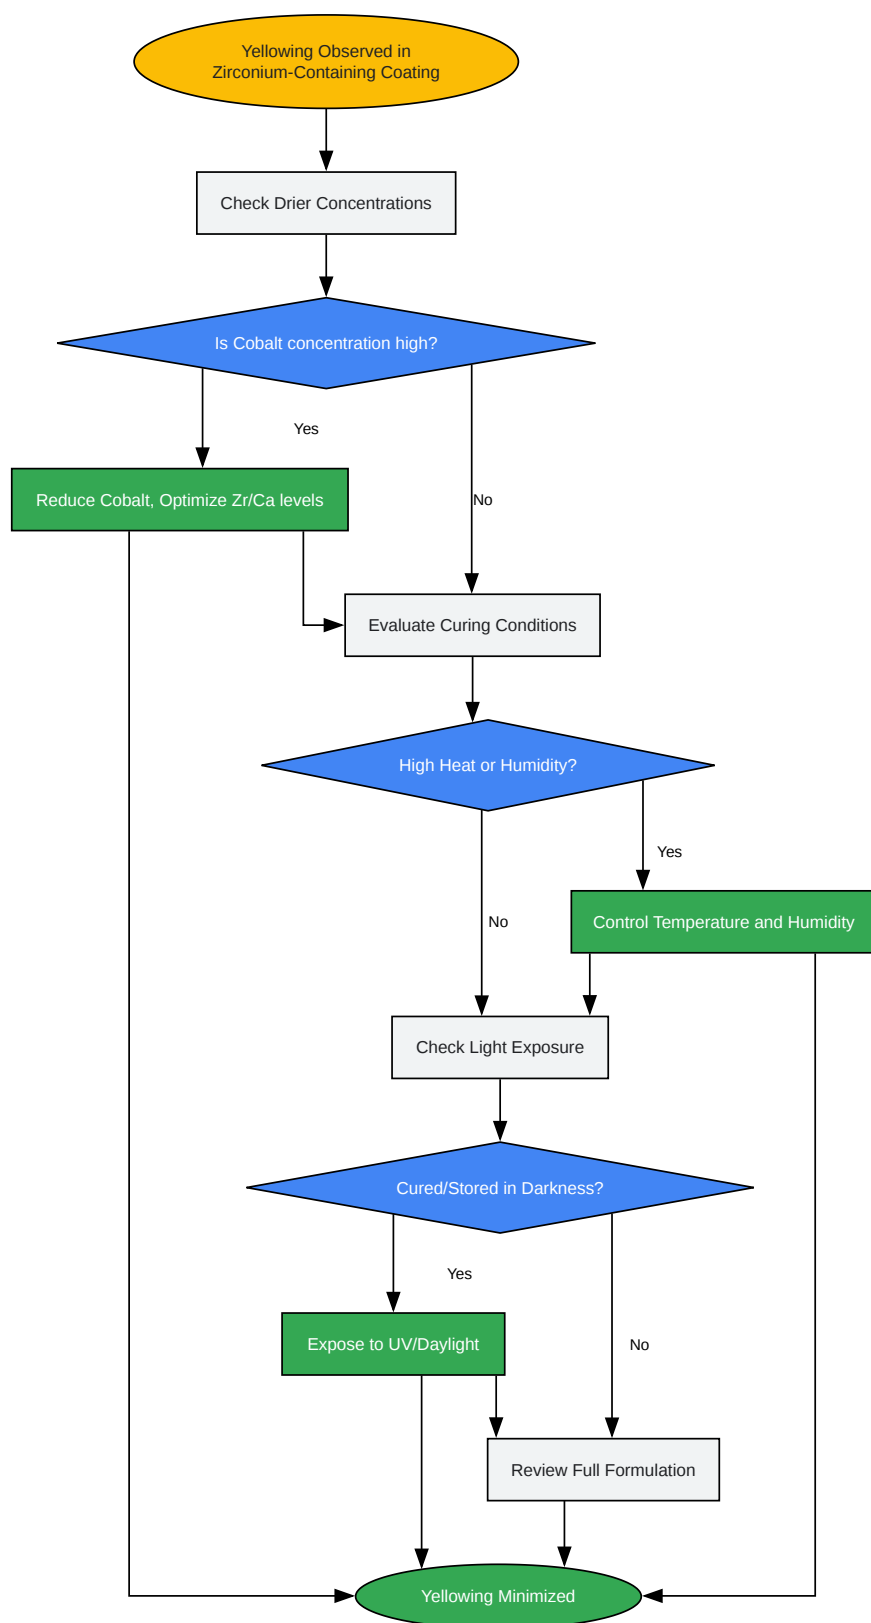 Yellowing Observed in
Zirconium-Containing Coating
Check Drier Concentrations
Is Cobalt concentration high?
Yes
Reduce Cobalt, Optimize Zr/Ca levels
No
Evaluate Curing Conditions
High Heat or Humidity?
Yes
Control Temperature and Humidity
No
Check Light Exposure
Cured/Stored in Darkness?
Yes
Expose to UV/Daylight
No
Review Full Formulation
Yellowing Minimized